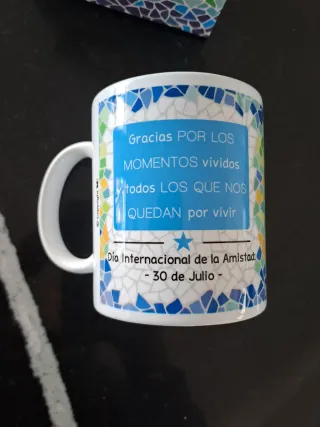 Gracias POR LOS
MOMENTOS vividos
y todos LOS QUE NOS
QUEDAN por vivir
Día Internacional de la Amistad:
- 30 de Julio -